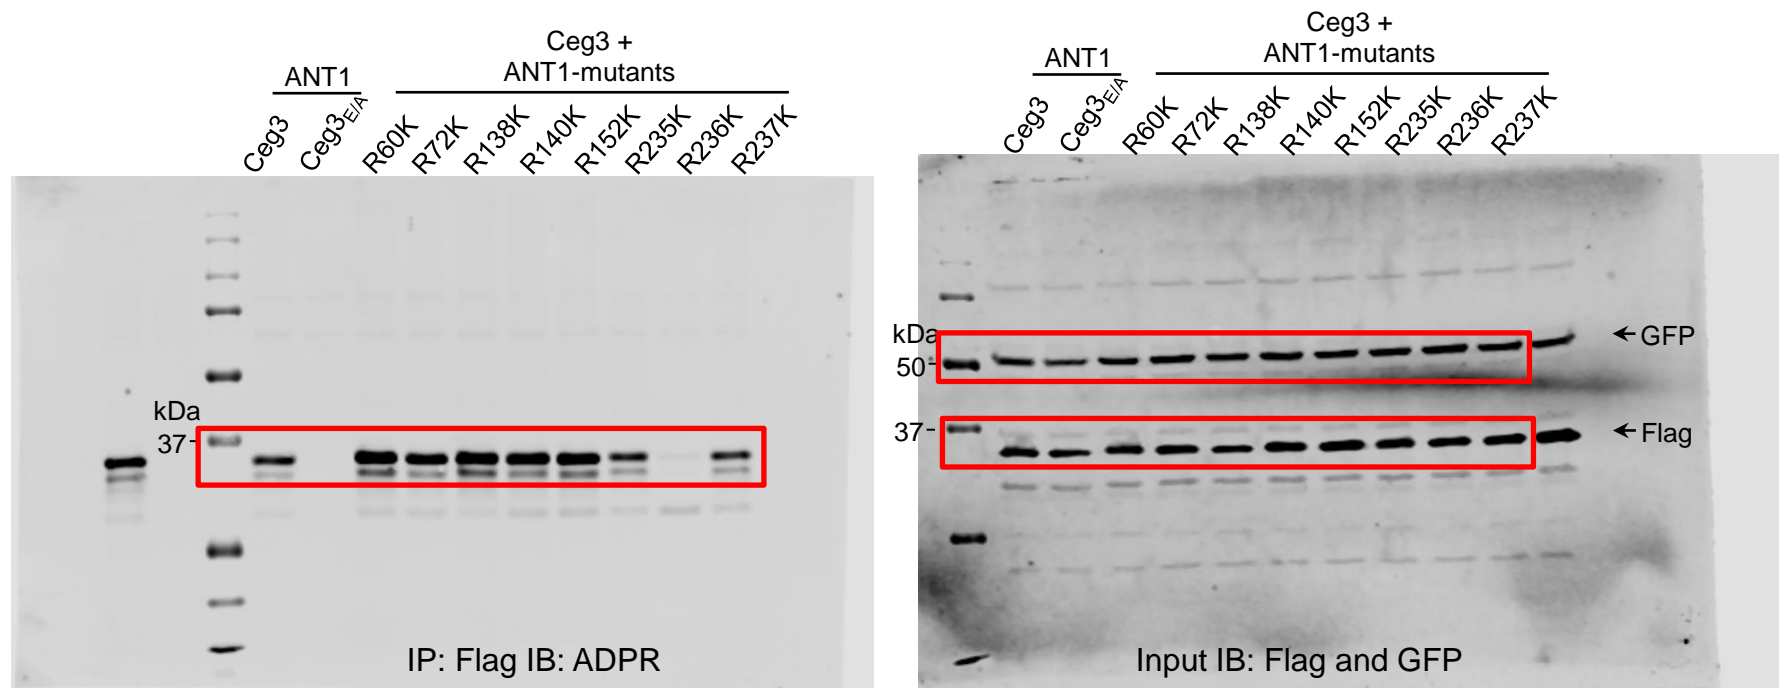 Ceg3 +
ANT1-mutants
ANT1
Ceg3
Ceg3E/A
R60K
R72K
R138K
R140K
R152K
R235K
R236K
R237K
kDa
37
IP: Flag IB: ADPR
Ceg3 +
ANT1-mutants
ANT1
Ceg3
Ceg3E/A
R60K
R72K
R138K
R140K
R152K
R235K
R236K
R237K
kDa
50
GFP
37
Flag
Input IB: Flag and GFP